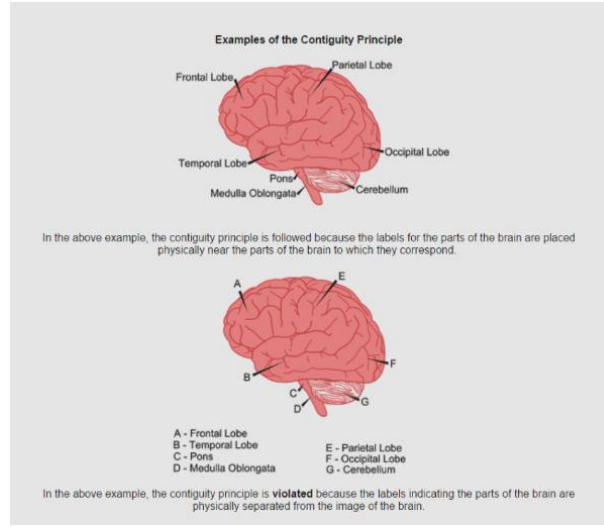 Examples of the Contiguity Principle
Parietal Lobe
Frontal Lobe
Occipital Lobe
Temporal Lobe
Pons
Cerebellum
Medulla Oblongata
In the above example, the contiguity principle is followed because the labels for the parts of the brain are placed
physically near the parts of the brain to which they correspond.
E
A
F
B
C
G
D
A - Frontal Lobe
B - Temporal Lobe
C - Pons
D - Medulla Oblongata
E - Parietal Lobe
F - Occipital Lobe
G - Cerebellum
In the above example, the contiguity principle is violated because the labels indicating the parts of the brain are
physically separated from the image of the brain.